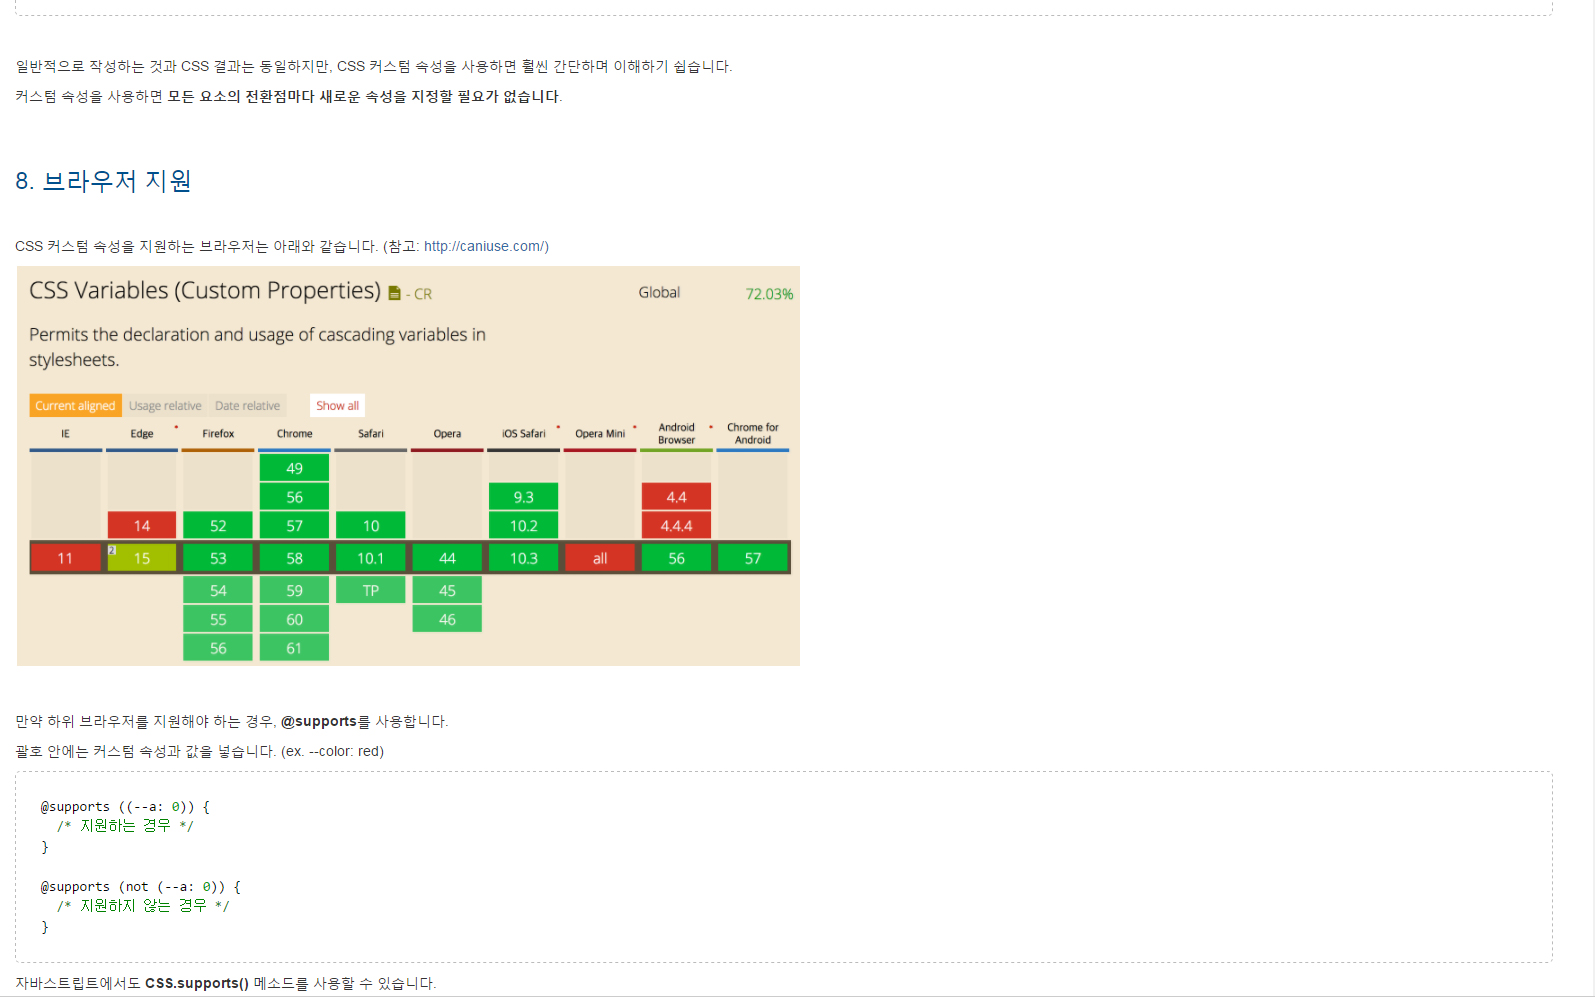 일반적으로 작성하는 것과 CSS 결과는 동일하지만, CSS 커스텀 속성을 사용하면 훨씬 간단하며 이해하기 쉽습니다.
커스텀 속성을 사용하면 모든 요소의 전환점마다 새로운 속성을 지정할 필요가 없습니다.
8. 브라우저 지원
CSS 커스텀 속성을 지원하는 브라우저는 아래와 같습니다. (참고: http://caniuse.com/)
CSS Variables (Custom Properties) - CR Global 72.03%
Permits the declaration and usage of cascading variables in
stylesheets.
Current aligned Usage relative Date relative Show all
IE Edge * Firefox Chrome Safari Opera iOS Safari * Opera Mini * Android Browser * Chrome for Android
49
56 9.3 4.4
14 52 57 10 10.2 4.4.4
11 2 15 53 58 10.1 44 10.3 all 56 57
54 59 TP 45
55 60 46
56 61
만약 하위 브라우저를 지원해야 하는 경우, @supports를 사용합니다.
괄호 안에는 커스텀 속성과 값을 넣습니다. (ex. --color: red)
@supports ((--a: 0)) {
/* 지원하는 경우 */
}
@supports (not (--a: 0)) {
/* 지원하지 않는 경우 */
}
자바스트립트에서도 CSS.supports() 메소드를 사용할 수 있습니다.